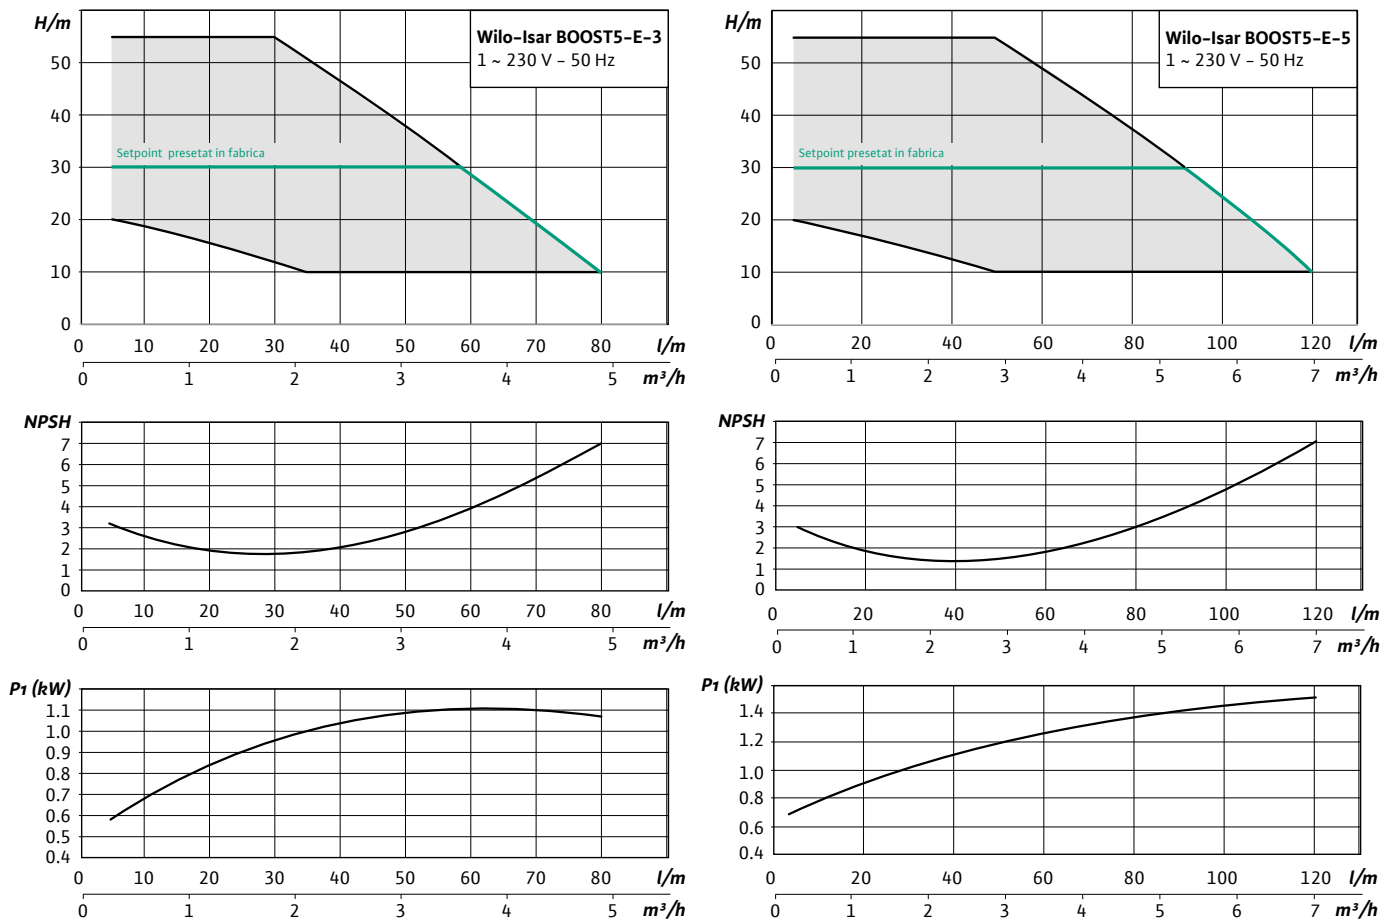 H/m
Wilo-Isar BOOST5-E-3
1 ~ 230 V – 50 Hz
50
40
Setpoint presetat in fabrica
30
20
10
0
0 10 20 30 40 50 60 70 80 l/m
0 1 2 3 4 5 m³/h
NPSH
7
6
5
4
3
2
1
0
0 10 20 30 40 50 60 70 80 l/m
0 1 2 3 4 5 m³/h
P1 (kW)
1.1
1.0
0.9
0.8
0.7
0.6
0.5
0.4
0 10 20 30 40 50 60 70 80 l/m
0 1 2 3 4 5 m³/h
H/m
Wilo-Isar BOOST5-E-5
1 ~ 230 V – 50 Hz
50
40
Setpoint presetat in fabrica
30
20
10
0
0 20 40 60 80 100 120 l/m
0 1 2 3 4 5 6 7 m³/h
NPSH
7
6
5
4
3
2
1
0
0 20 40 60 80 100 120 l/m
0 1 2 3 4 5 6 7 m³/h
P1 (kW)
1.4
1.2
1.0
0.8
0.6
0.4
0 20 40 60 80 100 120 l/m
0 1 2 3 4 5 6 7 m³/h